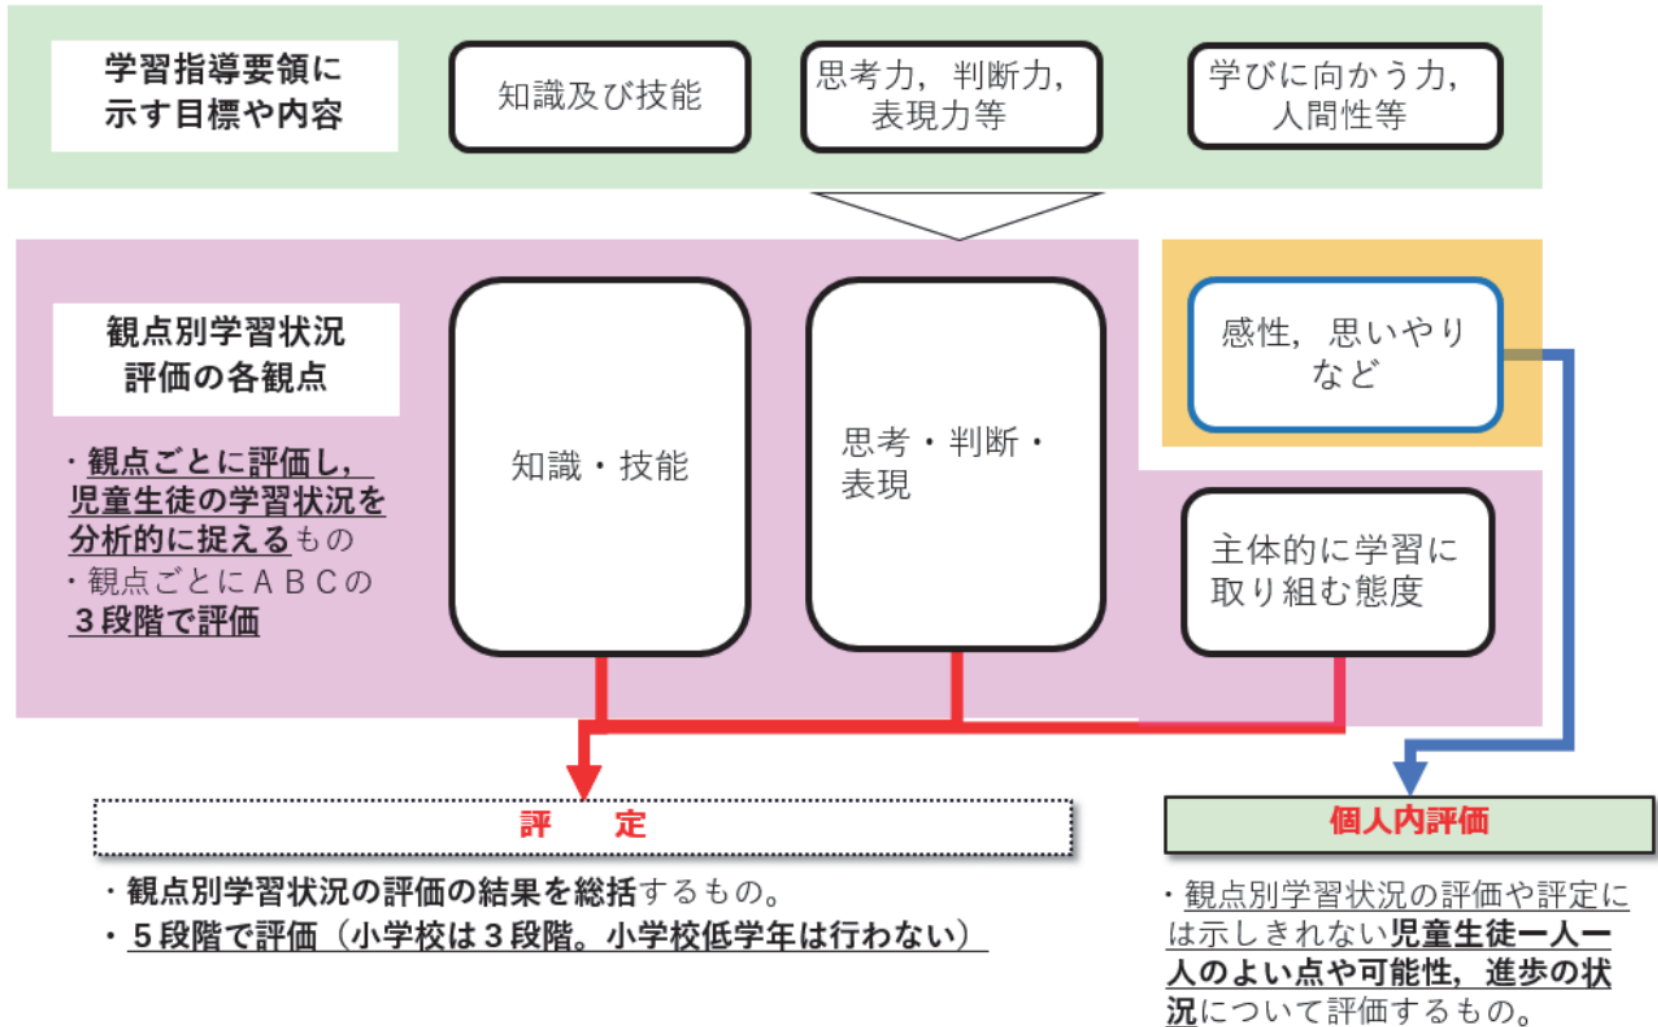 学習指導要領に
示す目標や内容
知識及び技能
思考力，判断力，
表現力等
学びに向かう力，
人間性等
観点別学習状況
評価の各観点
・観点ごとに評価し，
児童生徒の学習状況を
分析的に捉えるもの
・観点ごとにＡＢＣの
３段階で評価
知識・技能
思考・判断・
表現
感性，思いやり
など
主体的に学習に
取り組む態度
評　定
・観点別学習状況の評価の結果を総括するもの。
・５段階で評価（小学校は３段階。小学校低学年は行わない）
個人内評価
・観点別学習状況の評価や評定に
は示しきれない児童生徒一人一
人のよい点や可能性，進歩の状
況について評価するもの。